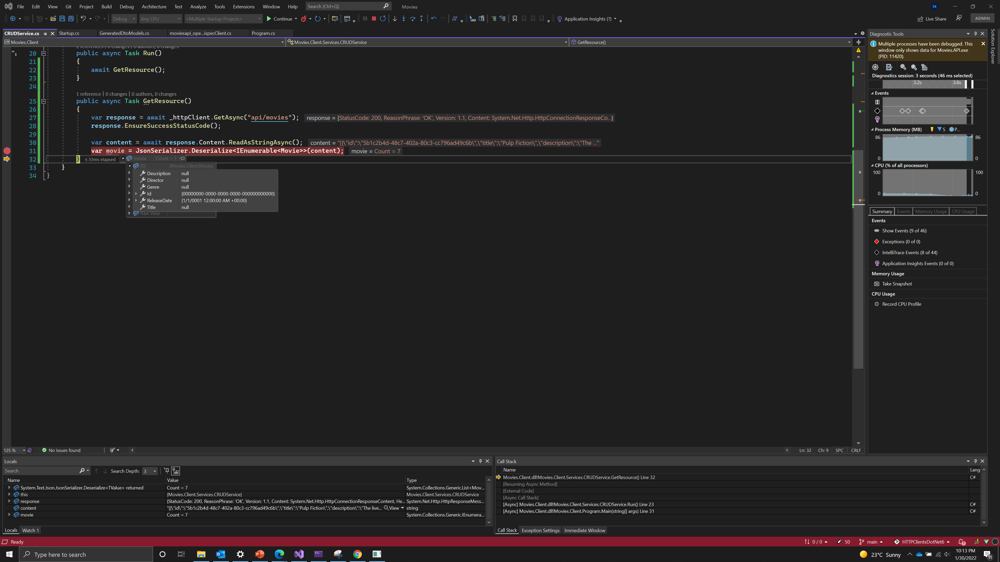 File Edit View Git Project Build Debug Architecture Test Analyze Tools Extensions Window Help Search (Ctrl+Q) Movies SK
Debug Any CPU <Multiple Startup Projects> Continue Application Insights (?) Live Share ADMIN
CRUDService.cs Startup.cs GeneratedDtoModels.cs moviesapi_ope...ispecClient.cs Program.cs
Movies.Client Movies.Client.Services.CRUDService GetResource()
2 references | 0 changes | 0 authors, 0 changes
20 public async Task Run()
21 {
22 await GetResource();
23 }
24
1 reference | 0 changes | 0 authors, 0 changes
25 public async Task GetResource()
26 {
27 var response = await _httpClient.GetAsync("api/movies"); response = {StatusCode: 200, ReasonPhrase: 'OK', Version: 1.1, Content: System.Net.Http.HttpConnectionResponseCo...}
28 response.EnsureSuccessStatusCode();
29
30 var content = await response.Content.ReadAsStringAsync(); content = "[{\"id\":\"5b1c2b4d-48c7-402a-80c3-cc796ad49c6b\",\"title\":\"Pulp Fiction\",\"description\":\"The ..."
31 var movie = JsonSerializer.Deserialize<IEnumerable<Movie>>(content); movie = Count = 7
32 } ≤ 33ms elapsed movie Count = 7
[0] {Movies.Client.Movie}
33 }
34 }
Description null
Director null
Genre null
Id {00000000-0000-0000-0000-000000000000}
ReleaseDate {1/1/0001 12:00:00 AM +00:00}
Title null
Raw View
125 % No issues found Ln: 32 Ch: 9 SPC CRLF
Diagnostic Tools
Multiple processes have been debugged. This
window only shows data for Movies.API.exe
(PID: 11420).
Diagnostics session: 3 seconds (46 ms selected)
3.2s 3.6s
Events
Process Memory (MB) S P..
86 86
0 0
CPU (% of all processors)
100 100
0 0
Summary Events Memory Usage CPU Usage
Events
Show Events (9 of 46)
Exceptions (0 of 0)
IntelliTrace Events (8 of 44)
Application Insights Events (0 of 0)
Memory Usage
Take Snapshot
CPU Usage
Record CPU Profile
Solution Explorer
Locals
Search Search Depth: 3
Name Value Type
System.Text.Json.JsonSerializer.Deserialize<TValue> returned Count = 7 System.Collections.Generic.List<Mov...
this {Movies.Client.Services.CRUDService} Movies.Client.Services.CRUDService
response {StatusCode: 200, ReasonPhrase: 'OK', Version: 1.1, Content: System.Net.Http.HttpConnectionResponseContent, He... System.Net.Http.HttpResponseMess...
content "[{\"id\":\"5b1c2b4d-48c7-402a-80c3-cc796ad49c6b\",\"title\":\"Pulp Fiction\",\"description\":\"The live... View string
movie Count = 7 System.Collections.Generic.IEnumera...
Locals Watch 1
Call Stack
Name Lang
Movies.Client.dll!Movies.Client.Services.CRUDService.GetResource() Line 32 C#
[Resuming Async Method]
[External Code]
[Async Call Stack]
[Async] Movies.Client.dll!Movies.Client.Services.CRUDService.Run() Line 23 C#
[Async] Movies.Client.dll!Movies.Client.Program.Main(string[] args) Line 31 C#
Call Stack Exception Settings Immediate Window
Ready 0 / 0 50 main HTTPClientsDotNet6 1
Type here to search 23°C Sunny 10:13 PM
1/30/2022 11